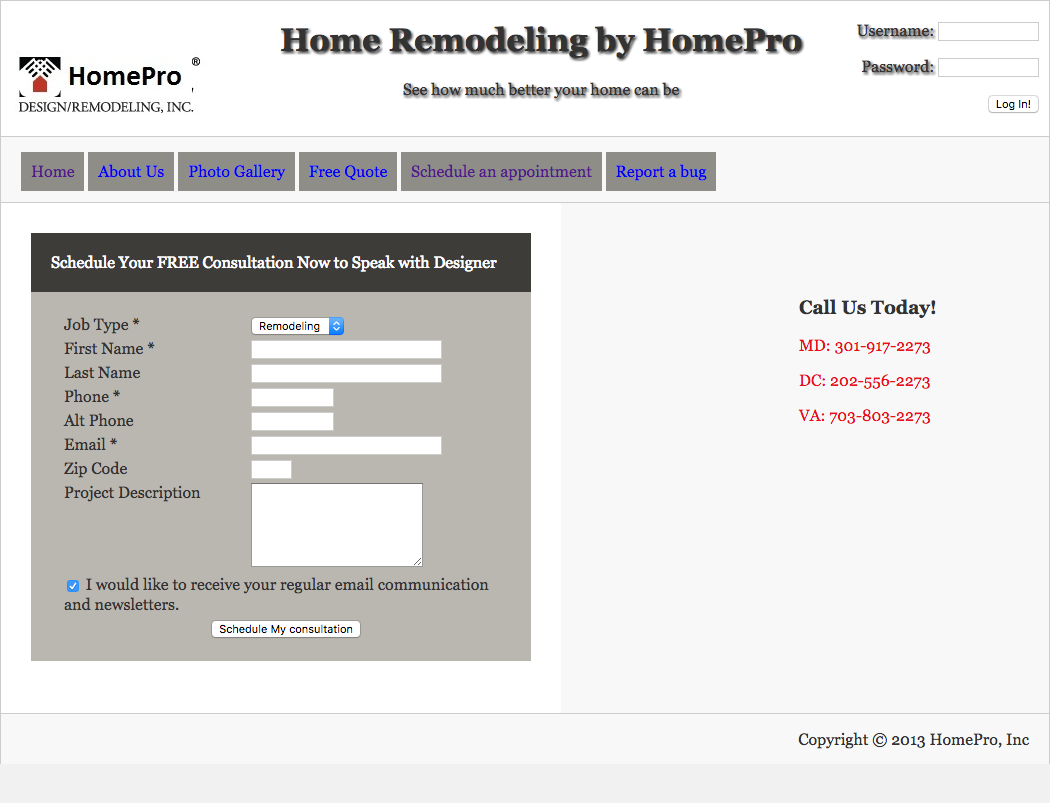 HomePro ®
DESIGN/REMODELING, INC.
Home Remodeling by HomePro
See how much better your home can be
Username:
Password:
Log In!
Home About Us Photo Gallery Free Quote Schedule an appointment Report a bug
Schedule Your FREE Consultation Now to Speak with Designer
Job Type * Remodeling
First Name *
Last Name
Phone *
Alt Phone
Email *
Zip Code
Project Description
I would like to receive your regular email communication
and newsletters.
Schedule My consultation
Call Us Today!
MD: 301-917-2273
DC: 202-556-2273
VA: 703-803-2273
Copyright © 2013 HomePro, Inc